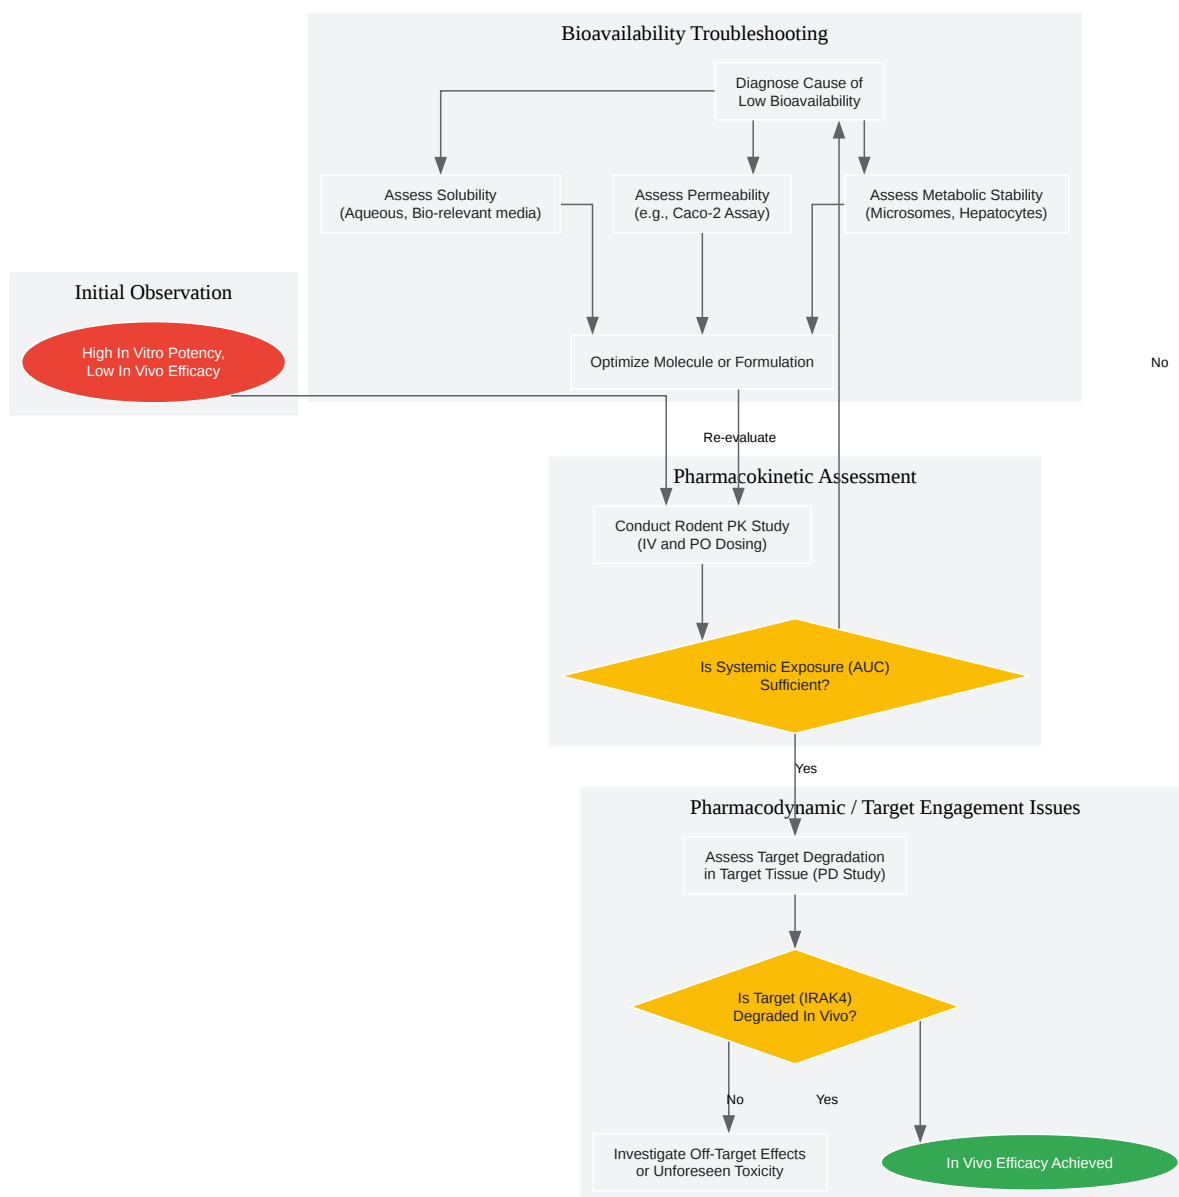 Bioavailability Troubleshooting
Diagnose Cause of
Low Bioavailability
Assess Solubility
(Aqueous, Bio-relevant media)
Assess Permeability
(e.g., Caco-2 Assay)
Assess Metabolic Stability
(Microsomes, Hepatocytes)
Initial Observation
High In Vitro Potency,
Low In Vivo Efficacy
Optimize Molecule or Formulation
No
Re-evaluate
Pharmacokinetic Assessment
Conduct Rodent PK Study
(IV and PO Dosing)
Is Systemic Exposure (AUC)
Sufficient?
Yes
Pharmacodynamic / Target Engagement Issues
Assess Target Degradation
in Target Tissue (PD Study)
Is Target (IRAK4)
Degraded In Vivo?
No
Yes
Investigate Off-Target Effects
or Unforeseen Toxicity
In Vivo Efficacy Achieved